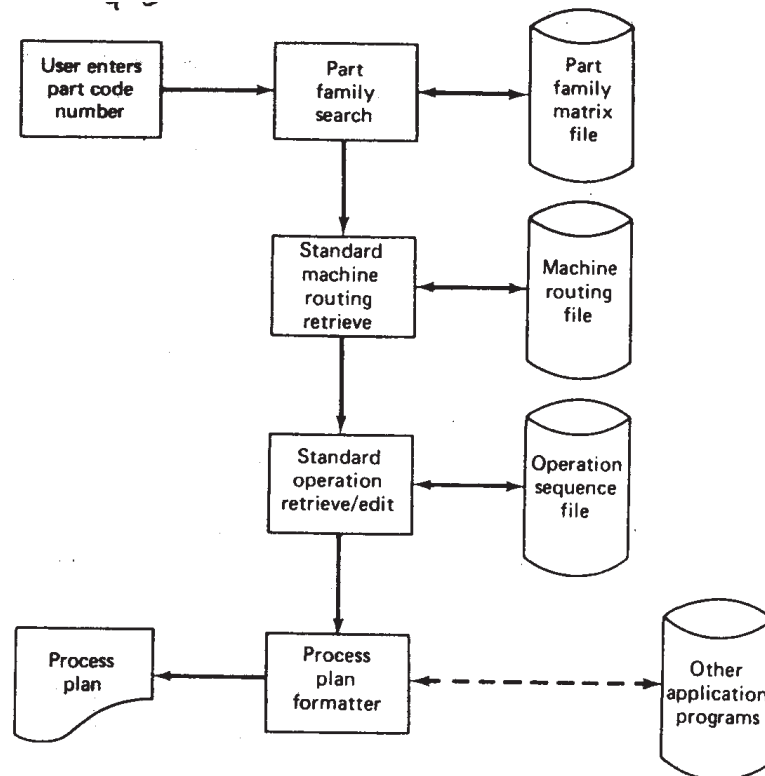 User enters
part code
number
Part
family
search
Part
family
matrix
file
Standard
machine
routing
retrieve
Machine
routing
file
Standard
operation
retrieve/edit
Operation
sequence
file
Process
plan
Process
plan
formatter
Other
application
programs